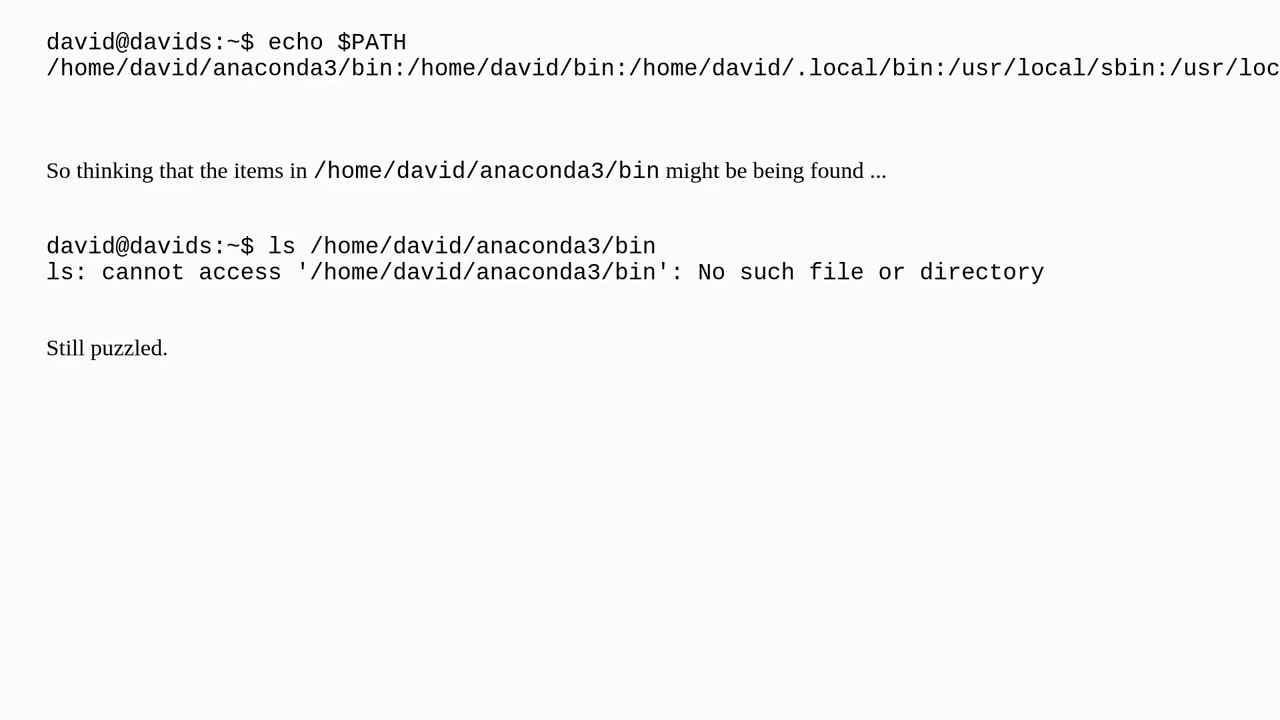 david@davids:~$ echo $PATH
/home/david/anaconda3/bin:/home/david/bin:/home/david/.local/bin:/usr/local/sbin:/usr/loc
So thinking that the items in /home/david/anaconda3/bin might be being found ...
david@davids:~$ ls /home/david/anaconda3/bin
ls: cannot access '/home/david/anaconda3/bin': No such file or directory
Still puzzled.